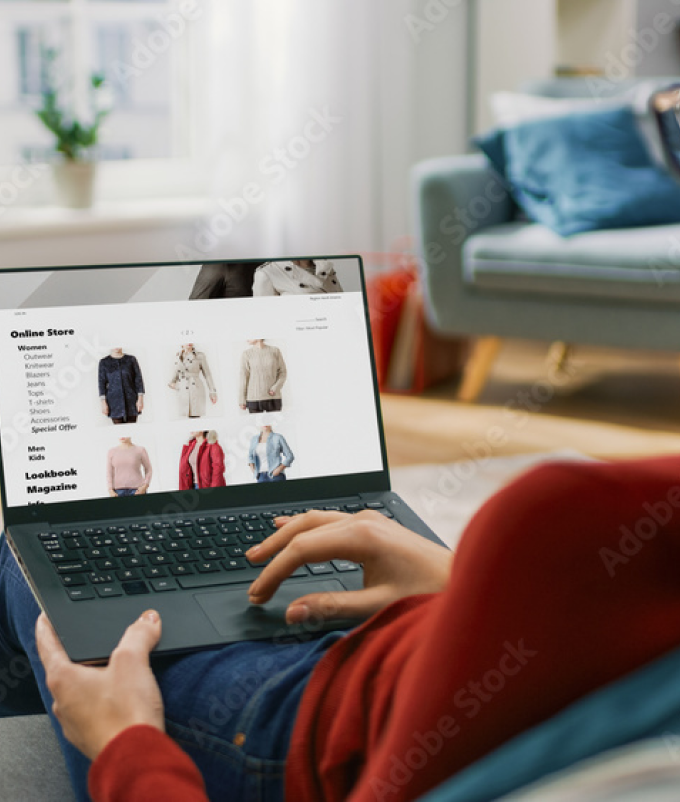 Online Store
Women
Outwear
Knitwear
Blazers
Jeans
Tops
T-shirts
Shoes
Accessories
Special Offer
Men
Kids
Lookbook
Magazine
Search
Adobe Stock